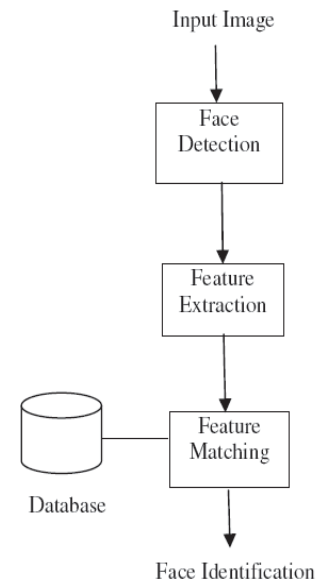 Input Image
Face
Detection
Feature
Extraction
Feature
Matching
Database
Face Identification